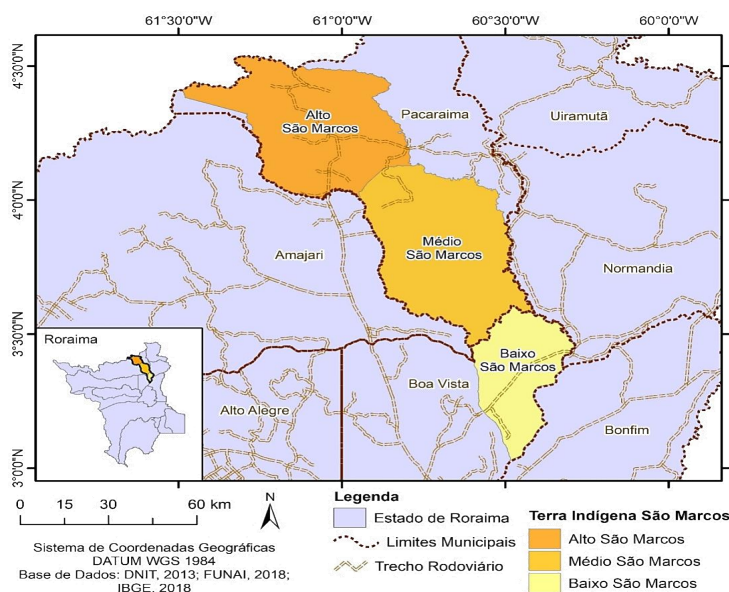 61°30'0"W 61°0'0"W 60°30'0"W 60°0'0"W
4°30'0"N
4°0'0"N
3°30'0"N
3°0'0"N
Alto
São Marcos
Pacaraima
Uiramutã
Médio
São Marcos
Amajari
Normandia
Roraima
Baixo
São Marcos
Boa Vista
Alto Alegre
Bonfim
0 15 30 60 km
N
Sistema de Coordenadas Geográficas
DATUM WGS 1984
Base de Dados: DNIT, 2013; FUNAI, 2018;
IBGE, 2018
Legenda
Estado de Roraima
Limites Municipais
Trecho Rodoviário
Terra Indígena São Marcos
Alto São Marcos
Médio São Marcos
Baixo São Marcos